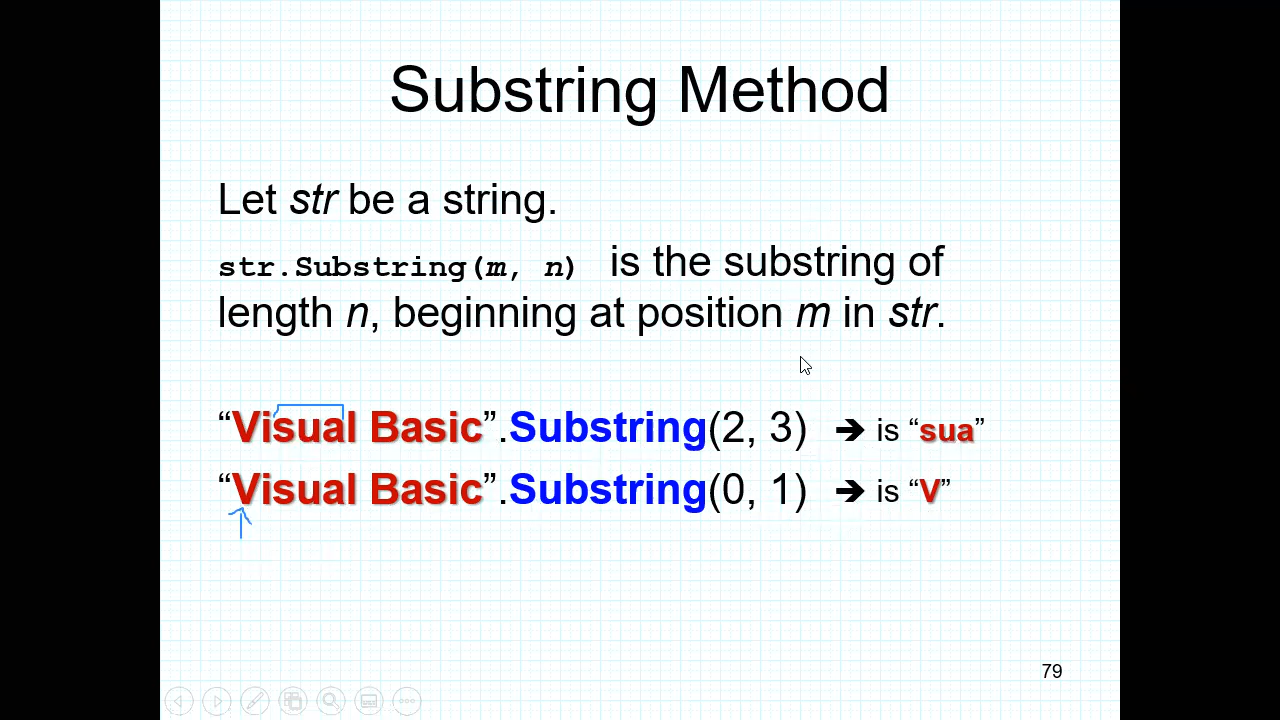 Substring Method
Let str be a string.
str.Substring(m, n) is the substring of
length n, beginning at position m in str.
“Visual Basic”.Substring(2, 3) 🡺 is “sua”
“Visual Basic”.Substring(0, 1) 🡺 is “V”
79